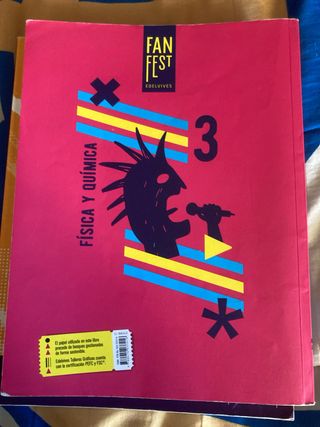 FAN
FEST
EDELVIVES
3
FÍSICA Y QUÍMICA
El papel utilizado en este libro
procede de bosques gestionados
de forma sostenible.
Edelvives Talleres Gráficos cuenta
con la certificación PEFC y FSC™.